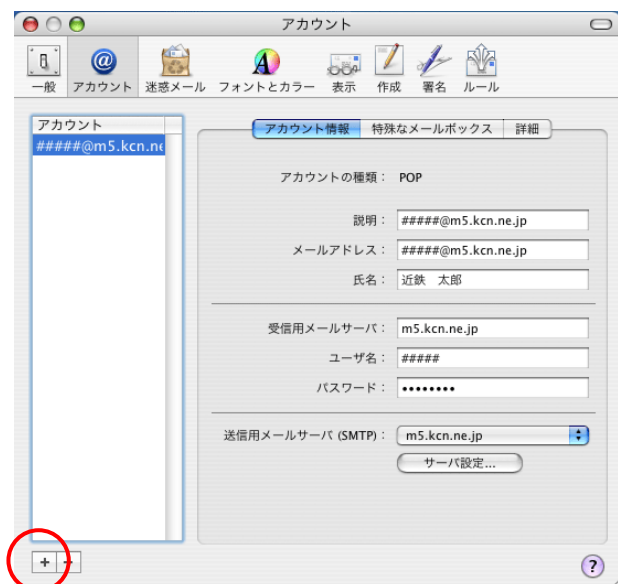 アカウント
一般 アカウント 迷惑メール フォントとカラー 表示 作成 署名 ルール
アカウント
#####@m5.kcn.ne
アカウント情報 特殊なメールボックス 詳細
アカウントの種類： POP
説明： #####@m5.kcn.ne.jp
メールアドレス： #####@m5.kcn.ne.jp
氏名： 近鉄　太郎
受信用メールサーバ： m5.kcn.ne.jp
ユーザ名： #####
パスワード： ••••••••
送信用メールサーバ (SMTP)： m5.kcn.ne.jp
サーバ設定...
+ −
?